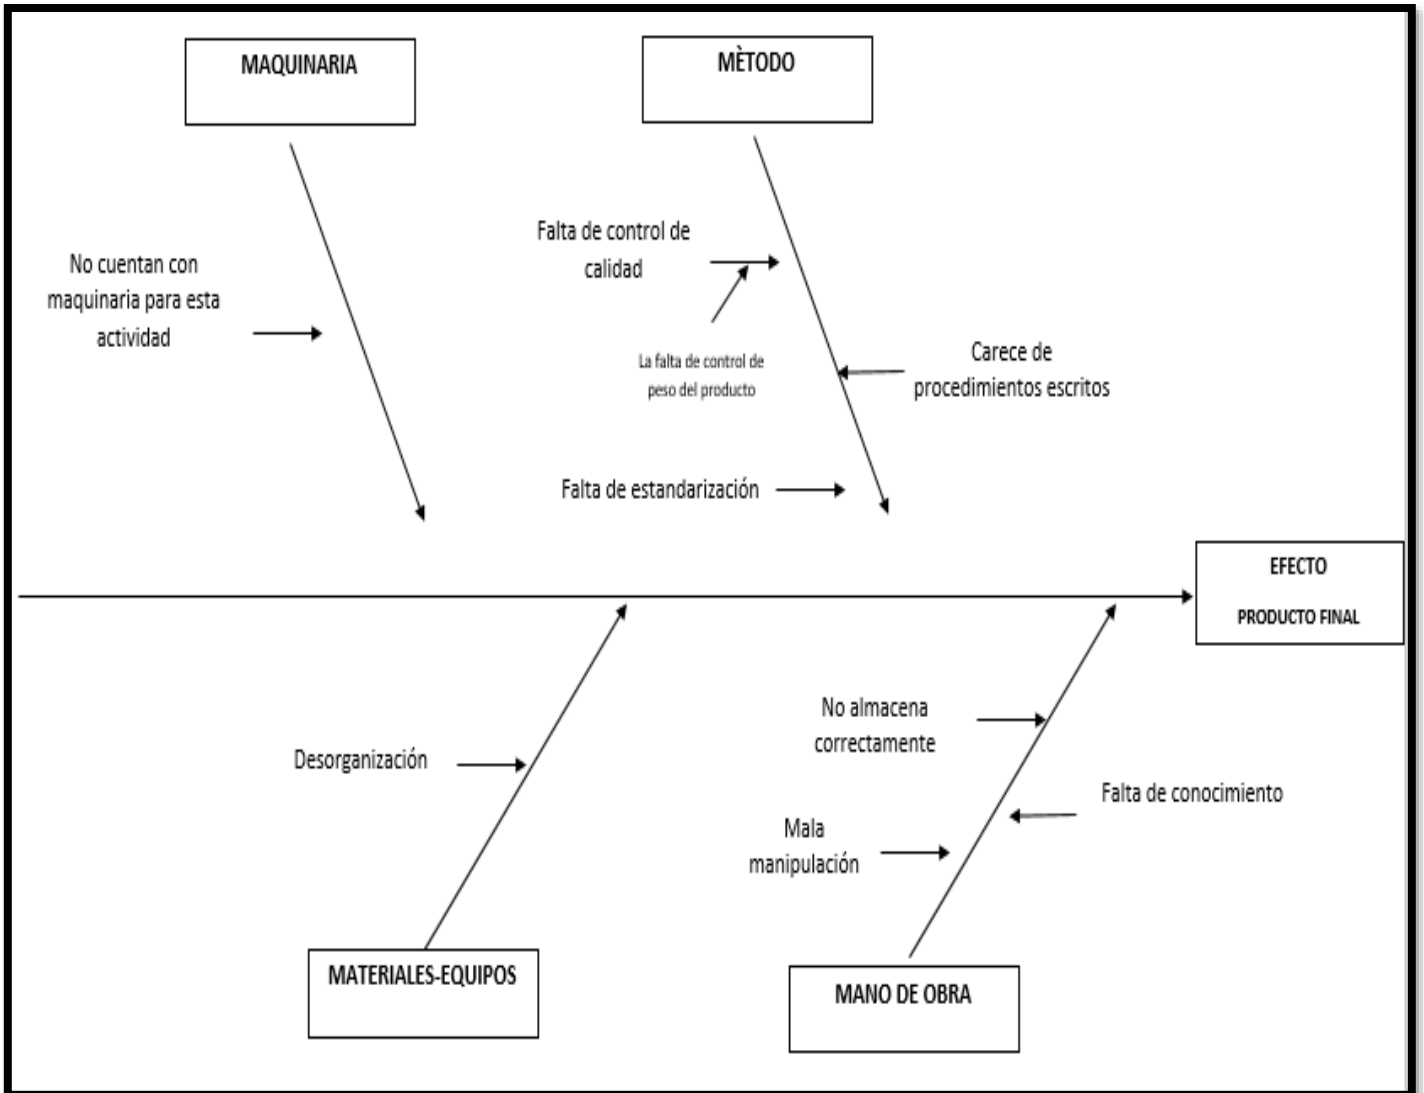 MAQUINARIA
MÈTODO
Falta de control de
calidad
No cuentan con
maquinaria para esta
actividad
La falta de control de
peso del producto
Carece de
procedimientos escritos
Falta de estandarización
EFECTO
PRODUCTO FINAL
No almacena
correctamente
Desorganización
Falta de conocimiento
Mala
manipulación
MATERIALES-EQUIPOS
MANO DE OBRA